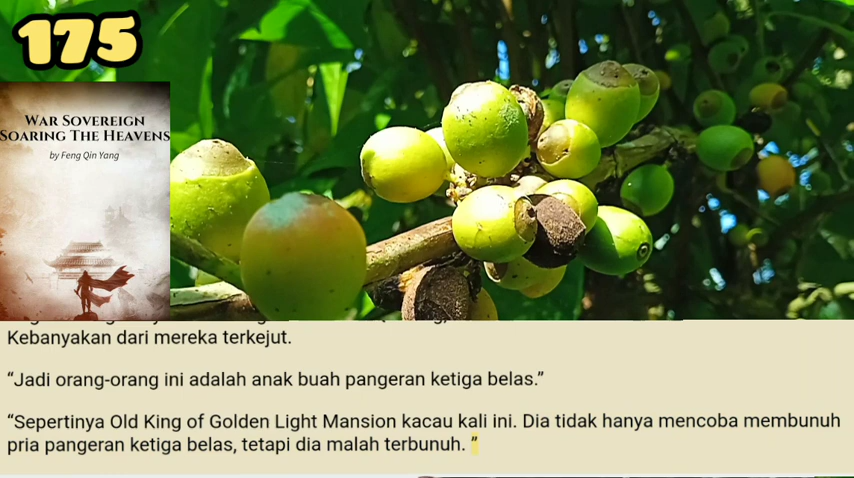 175
WAR SOVEREIGN
SOARING THE HEAVENS
by Feng Qin Yang
Kebanyakan dari mereka terkejut.
“Jadi orang-orang ini adalah anak buah pangeran ketiga belas.”
“Sepertinya Old King of Golden Light Mansion kacau kali ini. Dia tidak hanya mencoba membunuh
pria pangeran ketiga belas, tetapi dia malah terbunuh. ”